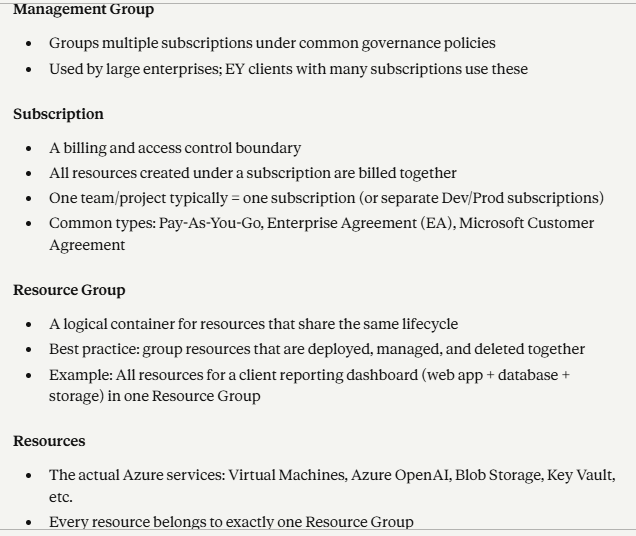 Management Group
Groups multiple subscriptions under common governance policies
Used by large enterprises; EY clients with many subscriptions use these
Subscription
A billing and access control boundary
All resources created under a subscription are billed together
One team/project typically = one subscription (or separate Dev/Prod subscriptions)
Common types: Pay-As-You-Go, Enterprise Agreement (EA), Microsoft Customer
Agreement
Resource Group
A logical container for resources that share the same lifecycle
Best practice: group resources that are deployed, managed, and deleted together
Example: All resources for a client reporting dashboard (web app + database +
storage) in one Resource Group
Resources
The actual Azure services: Virtual Machines, Azure OpenAI, Blob Storage, Key Vault,
etc.
Every resource belongs to exactly one Resource Group